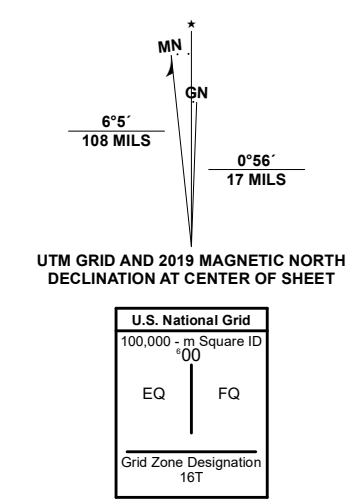 ★
MN
GN
6°5´
108 MILS
0°56´
17 MILS
UTM GRID AND 2019 MAGNETIC NORTH
DECLINATION AT CENTER OF SHEET
U.S. National Grid
100,000 - m Square ID
⁶00
EQ FQ
Grid Zone Designation
16T